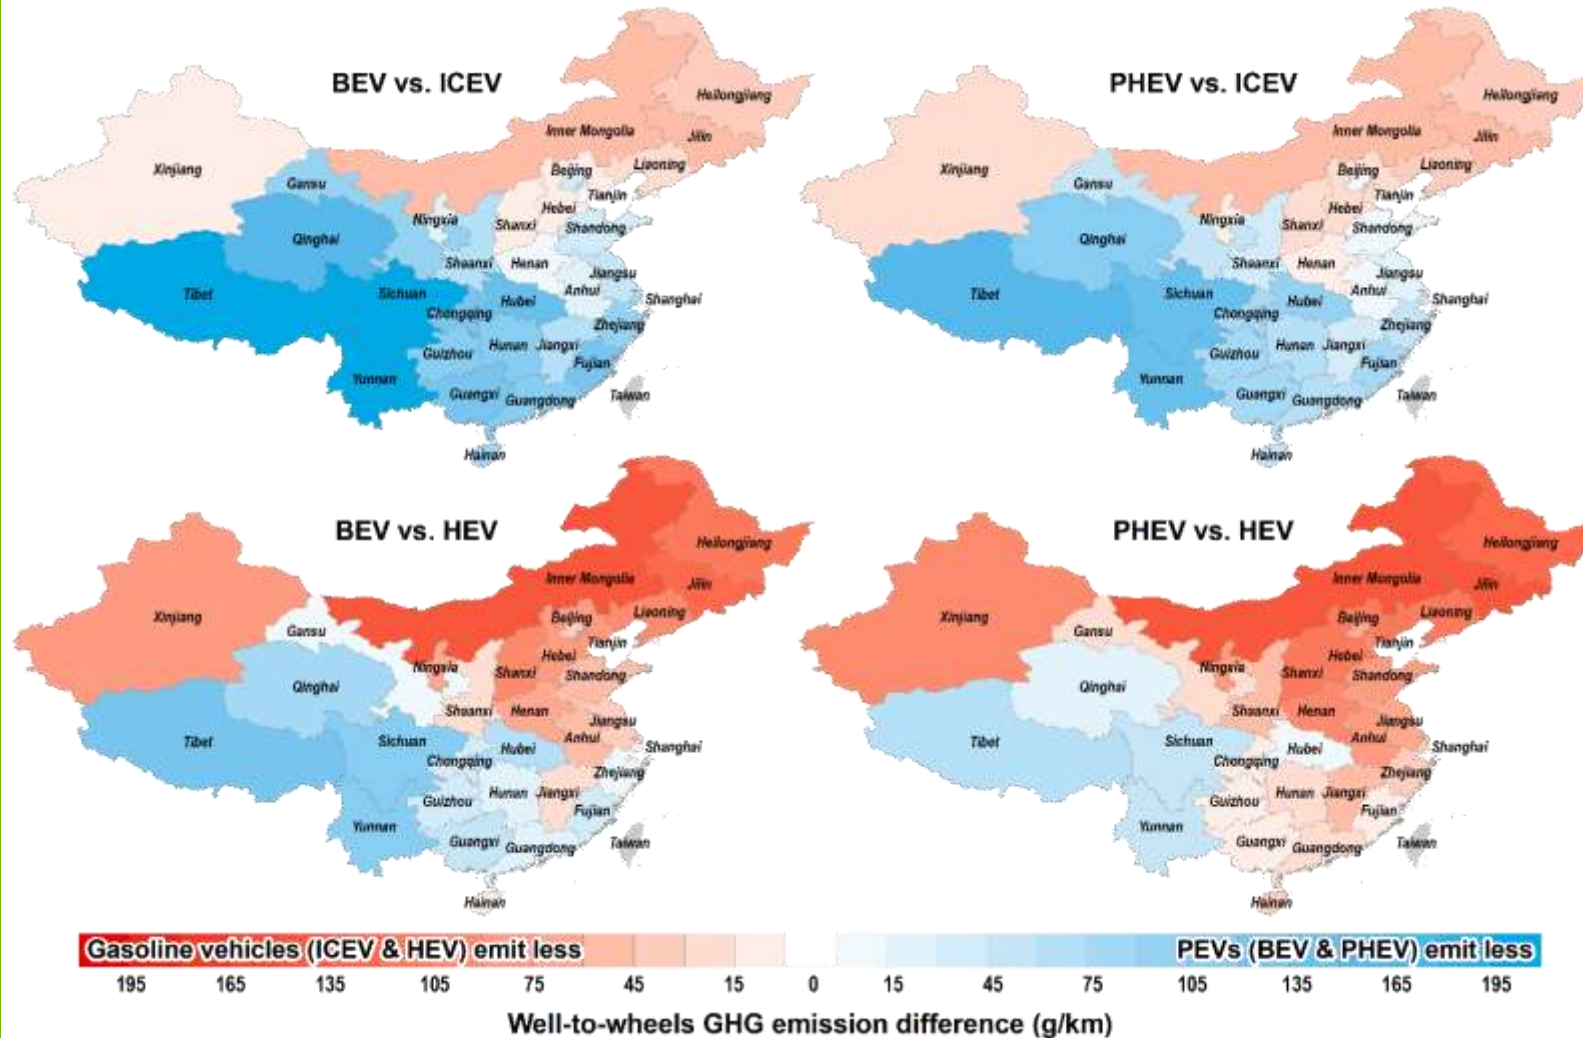 BEV vs. ICEV
Heilongjiang
Inner Mongolia
Jilin
Xinjiang
Beijing
Liaoning
Gansu
Tianjin
Hebei
Ningxia
Shanxi
Shandong
Qinghai
Shaanxi
Henan
Jiangsu
Tibet
Sichuan
Anhui
Shanghai
Hubei
Chongqing
Zhejiang
Guizhou
Hunan
Jiangxi
Fujian
Yunnan
Guangxi
Guangdong
Taiwan
Hainan
PHEV vs. ICEV
Heilongjiang
Inner Mongolia
Jilin
Xinjiang
Beijing
Liaoning
Gansu
Tianjin
Hebei
Ningxia
Shanxi
Shandong
Qinghai
Shaanxi
Henan
Jiangsu
Tibet
Sichuan
Anhui
Shanghai
Hubei
Chongqing
Zhejiang
Guizhou
Hunan
Jiangxi
Fujian
Yunnan
Guangxi
Guangdong
Taiwan
Hainan
BEV vs. HEV
Heilongjiang
Inner Mongolia
Jilin
Xinjiang
Beijing
Liaoning
Gansu
Tianjin
Hebei
Ningxia
Shanxi
Shandong
Qinghai
Shaanxi
Henan
Jiangsu
Tibet
Sichuan
Anhui
Shanghai
Hubei
Chongqing
Zhejiang
Guizhou
Hunan
Jiangxi
Fujian
Yunnan
Guangxi
Guangdong
Taiwan
Hainan
PHEV vs. HEV
Heilongjiang
Inner Mongolia
Jilin
Xinjiang
Beijing
Liaoning
Gansu
Tianjin
Hebei
Ningxia
Shanxi
Shandong
Qinghai
Shaanxi
Henan
Jiangsu
Tibet
Sichuan
Anhui
Shanghai
Hubei
Chongqing
Zhejiang
Guizhou
Hunan
Jiangxi
Fujian
Yunnan
Guangxi
Guangdong
Taiwan
Hainan
Gasoline vehicles (ICEV & HEV) emit less
PEVs (BEV & PHEV) emit less
195 165 135 105 75 45 15 0 15 45 75 105 135 165 195
Well-to-wheels GHG emission difference (g/km)